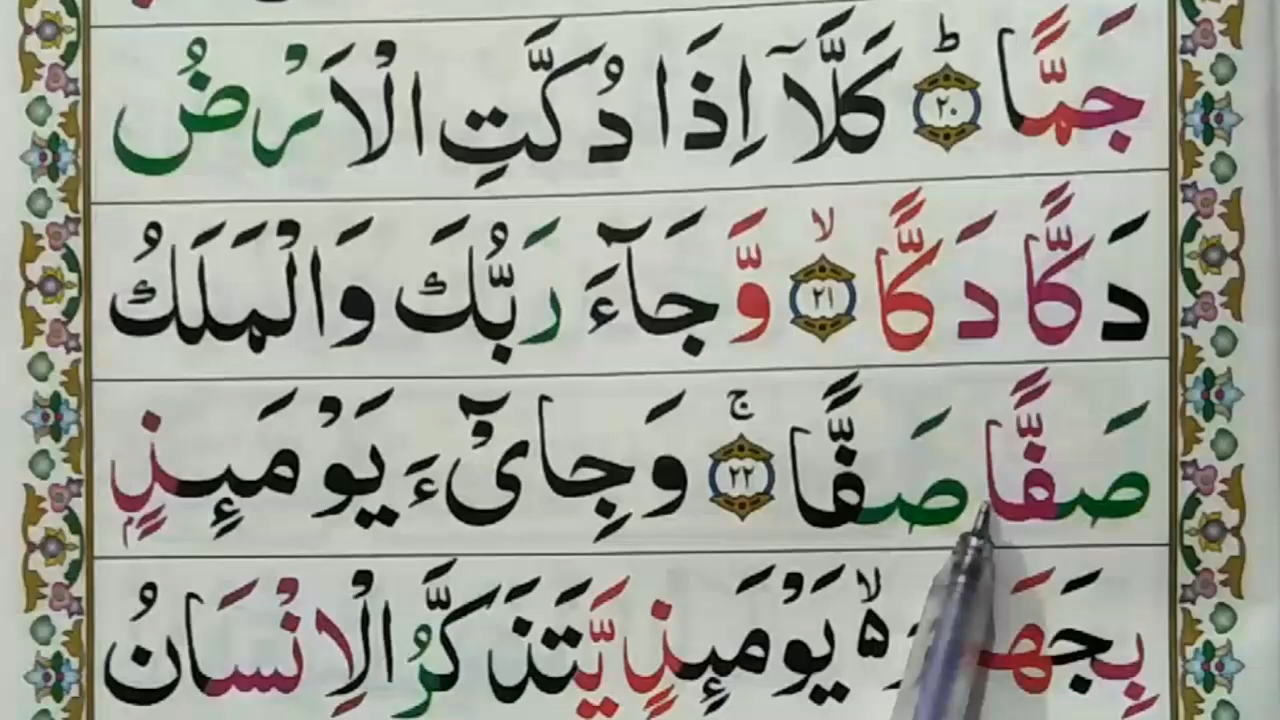 جَمًّا ؕ ٢٠ كَلَّاۤ اِذَا دُكَّتِ الْاَرْضُ
دَكًّا دَكًّا ۙ ٢١ وَّ جَآءَ رَبُّكَ وَالْمَلَكُ
صَفًّا صَفًّا ۚ ٢٢ وَجِایْٓءَ يَوْمَئِذٍۭ
بِجَهَ ۙ يَوْمَئِذٍ يَّتَذَكَّرُ الْاِنْسَانُ